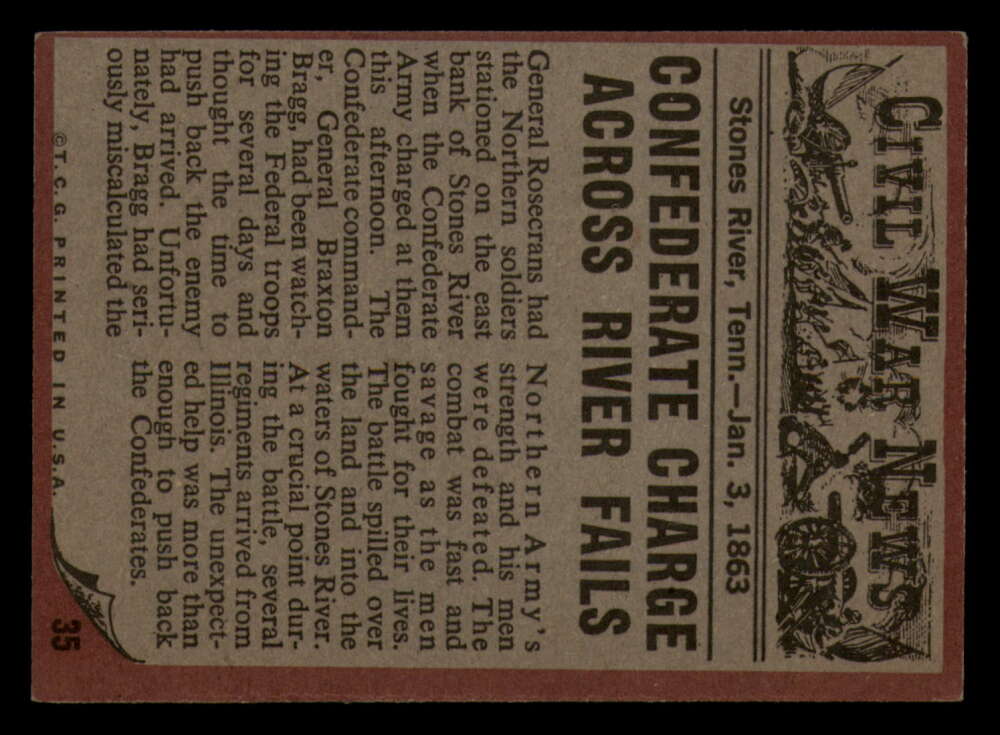 CIVIL WAR NEWS
Stones River, Tenn.—Jan. 3, 1863
CONFEDERATE CHARGE
ACROSS RIVER FAILS
General Rosecrans had
the Northern soldiers
stationed on the east
bank of Stones River
when the Confederate
Army charged at them
this afternoon. The
Confederate command-
er, General Braxton
Bragg, had been watch-
ing the Federal troops
for several days and
thought the time to
push back the enemy
had arrived. Unfortu-
nately, Bragg had seri-
ously miscalculated the
Northern Army's
strength and his men
were defeated. The
combat was fast and
savage as the men
fought for their lives.
The battle spilled over
the land and into the
waters of Stones River.
At a crucial point dur-
ing the battle, several
regiments arrived from
Illinois. The unexpect-
ed help was more than
enough to push back
the Confederates.
©T.C.G. PRINTED IN U.S.A.
35